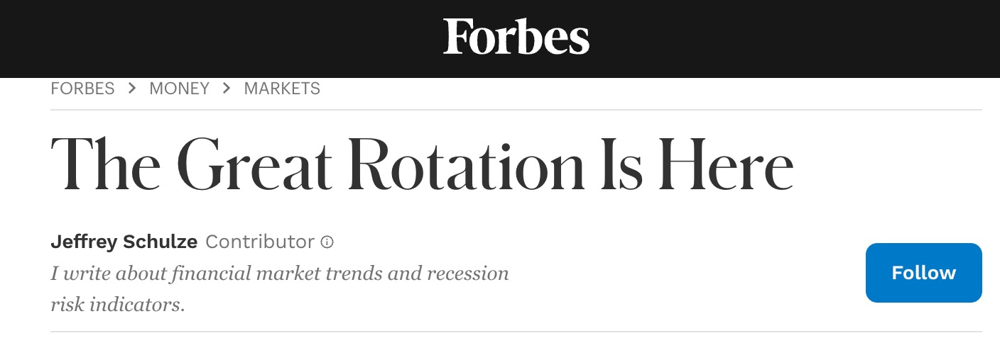 Forbes
FORBES > MONEY > MARKETS
The Great Rotation Is Here
Jeffrey Schulze Contributor
I write about financial market trends and recession
risk indicators.
Follow